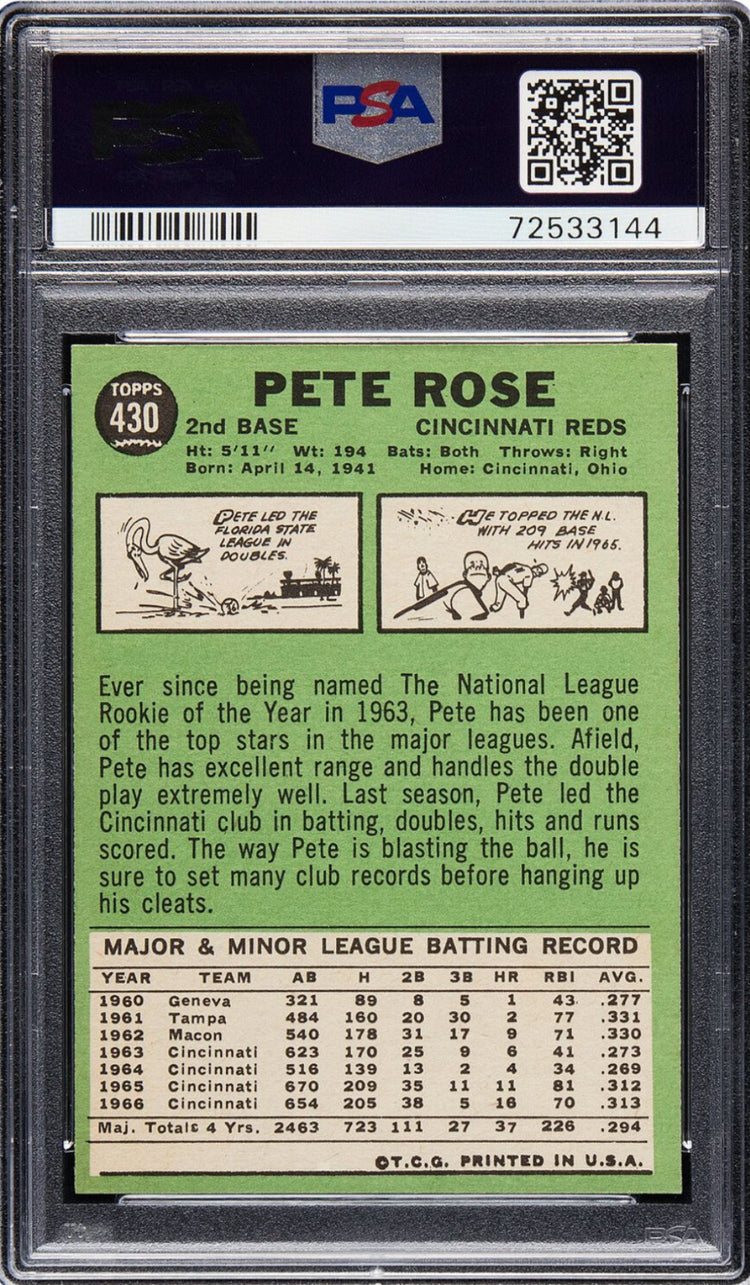 PSA
PSA
72533144
TOPPS
430
PETE ROSE
2nd BASE CINCINNATI REDS
Ht: 5'11" Wt: 194 Bats: Both Throws: Right
Born: April 14, 1941 Home: Cincinnati, Ohio
PETE LED THE
FLORIDA STATE
LEAGUE IN
DOUBLES.
HE TOPPED THE N.L.
WITH 209 BASE
HITS IN 1965.
Ever since being named The National League
Rookie of the Year in 1963, Pete has been one
of the top stars in the major leagues. Afield,
Pete has excellent range and handles the double
play extremely well. Last season, Pete led the
Cincinnati club in batting, doubles, hits and runs
scored. The way Pete is blasting the ball, he is
sure to set many club records before hanging up
his cleats.
MAJOR & MINOR LEAGUE BATTING RECORD
YEAR TEAM AB H 2B 3B HR RBI AVG.
1960 Geneva 321 89 8 5 1 43 .277
1961 Tampa 484 160 20 30 2 77 .331
1962 Macon 540 178 31 17 9 71 .330
1963 Cincinnati 623 170 25 9 6 41 .273
1964 Cincinnati 516 139 13 2 4 34 .269
1965 Cincinnati 670 209 35 11 11 81 .312
1966 Cincinnati 654 205 38 5 16 70 .313
Maj. Totals 4 Yrs. 2463 723 111 27 37 226 .294
©T.C.G. PRINTED IN U.S.A.
PSA